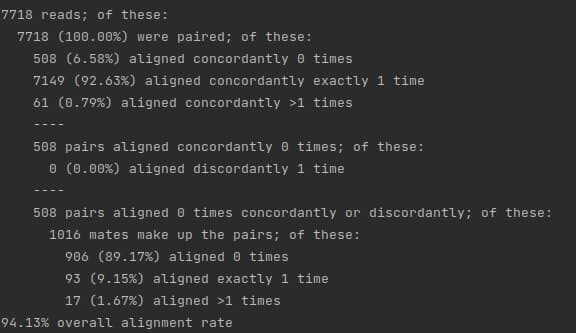 7718 reads; of these:
  7718 (100.00%) were paired; of these:
    508 (6.58%) aligned concordantly 0 times
    7149 (92.63%) aligned concordantly exactly 1 time
    61 (0.79%) aligned concordantly >1 times
    ----
    508 pairs aligned concordantly 0 times; of these:
      0 (0.00%) aligned discordantly 1 time
    ----
    508 pairs aligned 0 times concordantly or discordantly; of these:
      1016 mates make up the pairs; of these:
        906 (89.17%) aligned 0 times
        93 (9.15%) aligned exactly 1 time
        17 (1.67%) aligned >1 times
94.13% overall alignment rate